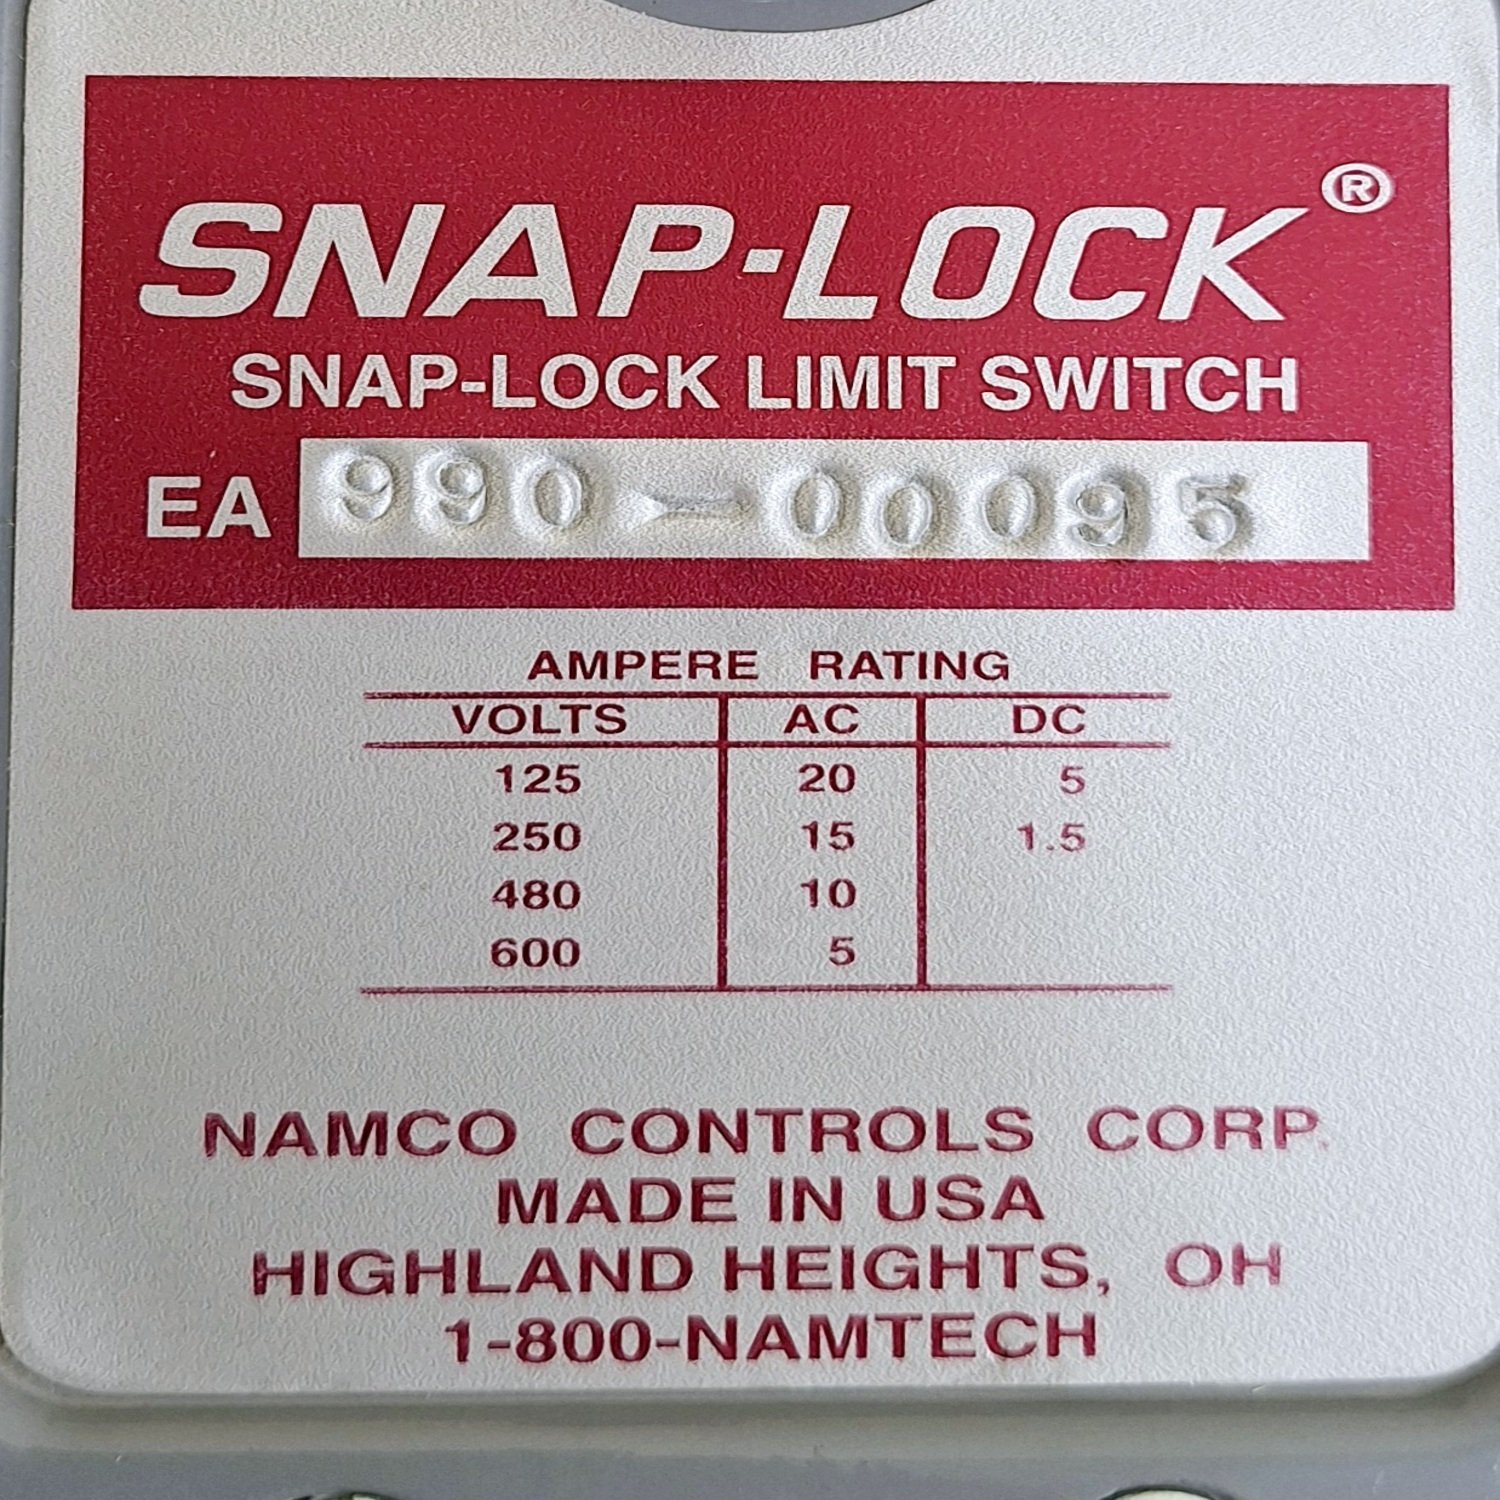 SNAP-LOCK®
SNAP-LOCK LIMIT SWITCH
EA 990-00095
AMPERE RATING
VOLTS AC DC
125 20 5
250 15 1.5
480 10
600 5
NAMCO CONTROLS CORP.
MADE IN USA
HIGHLAND HEIGHTS, OH
1-800-NAMTECH